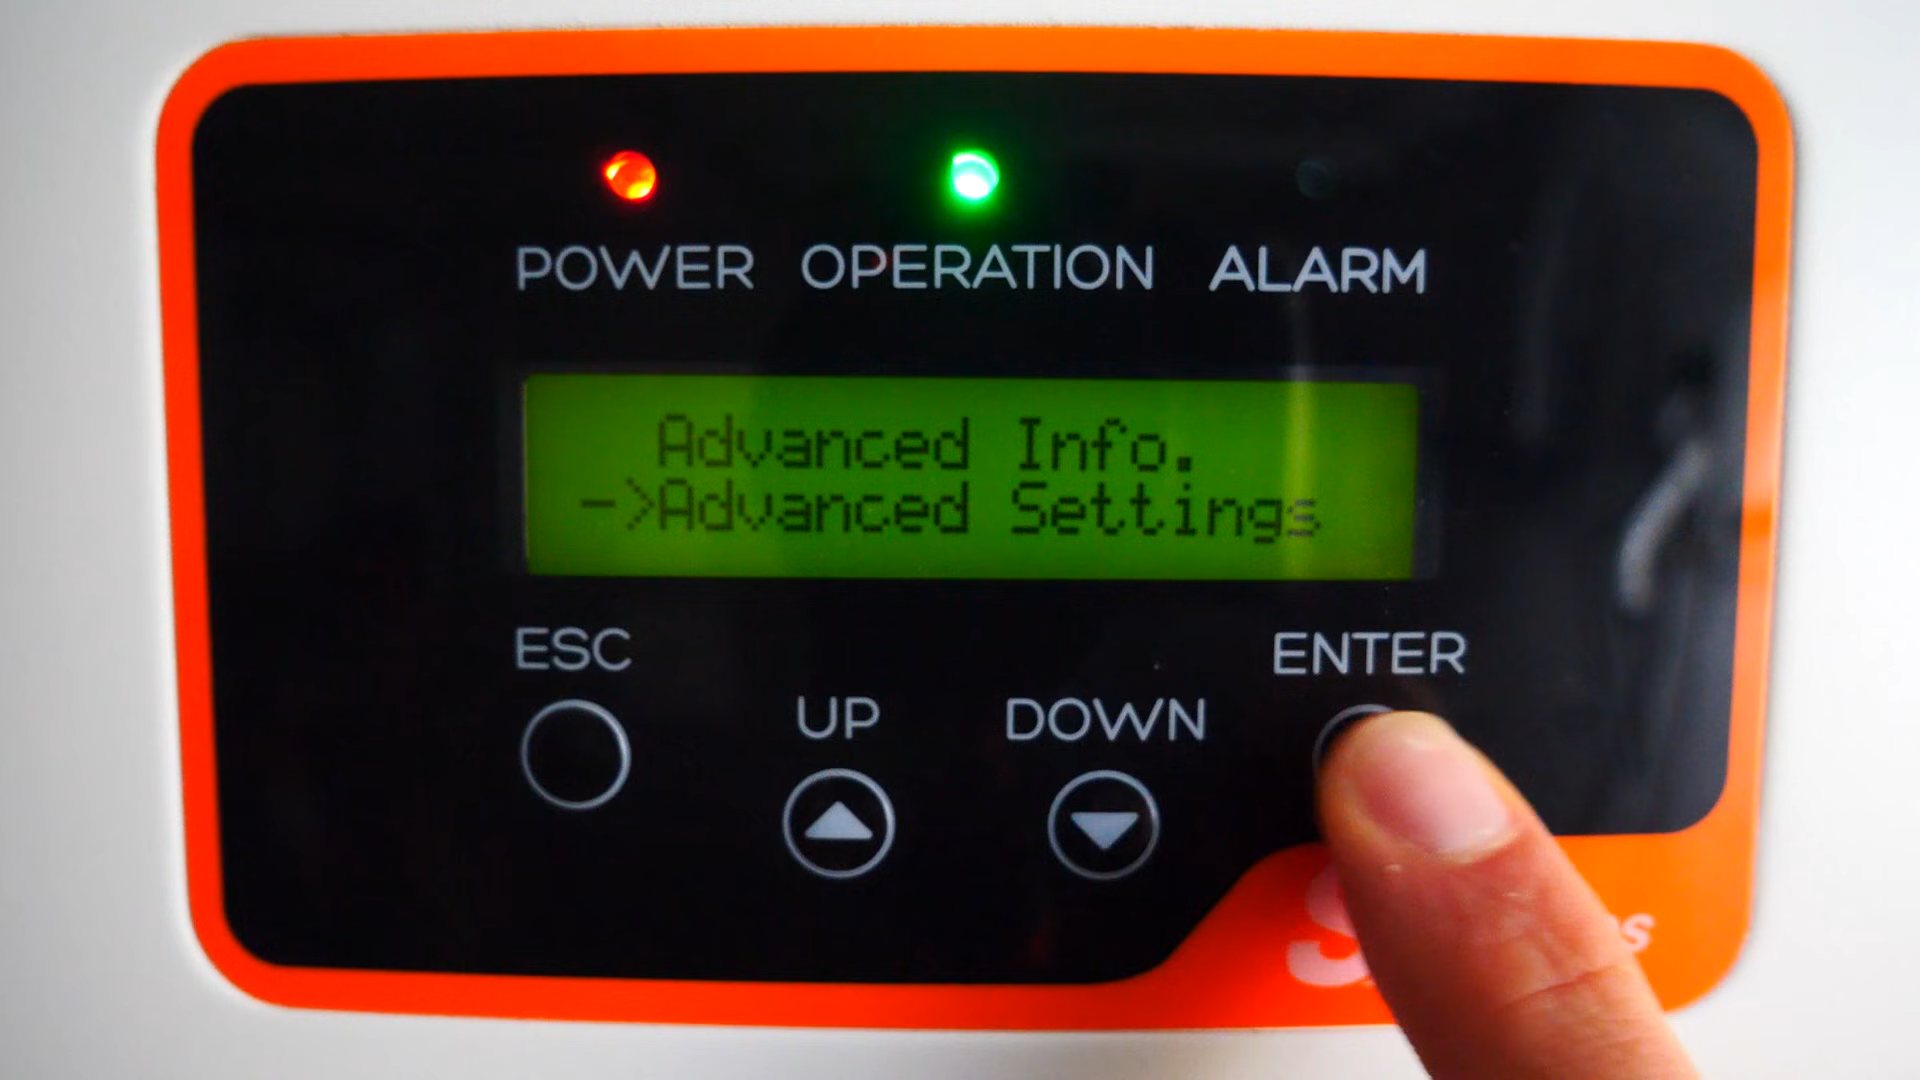 POWER OPERATION ALARM
Advanced Info.
->Advanced Settings
ESC
ENTER
UP
DOWN